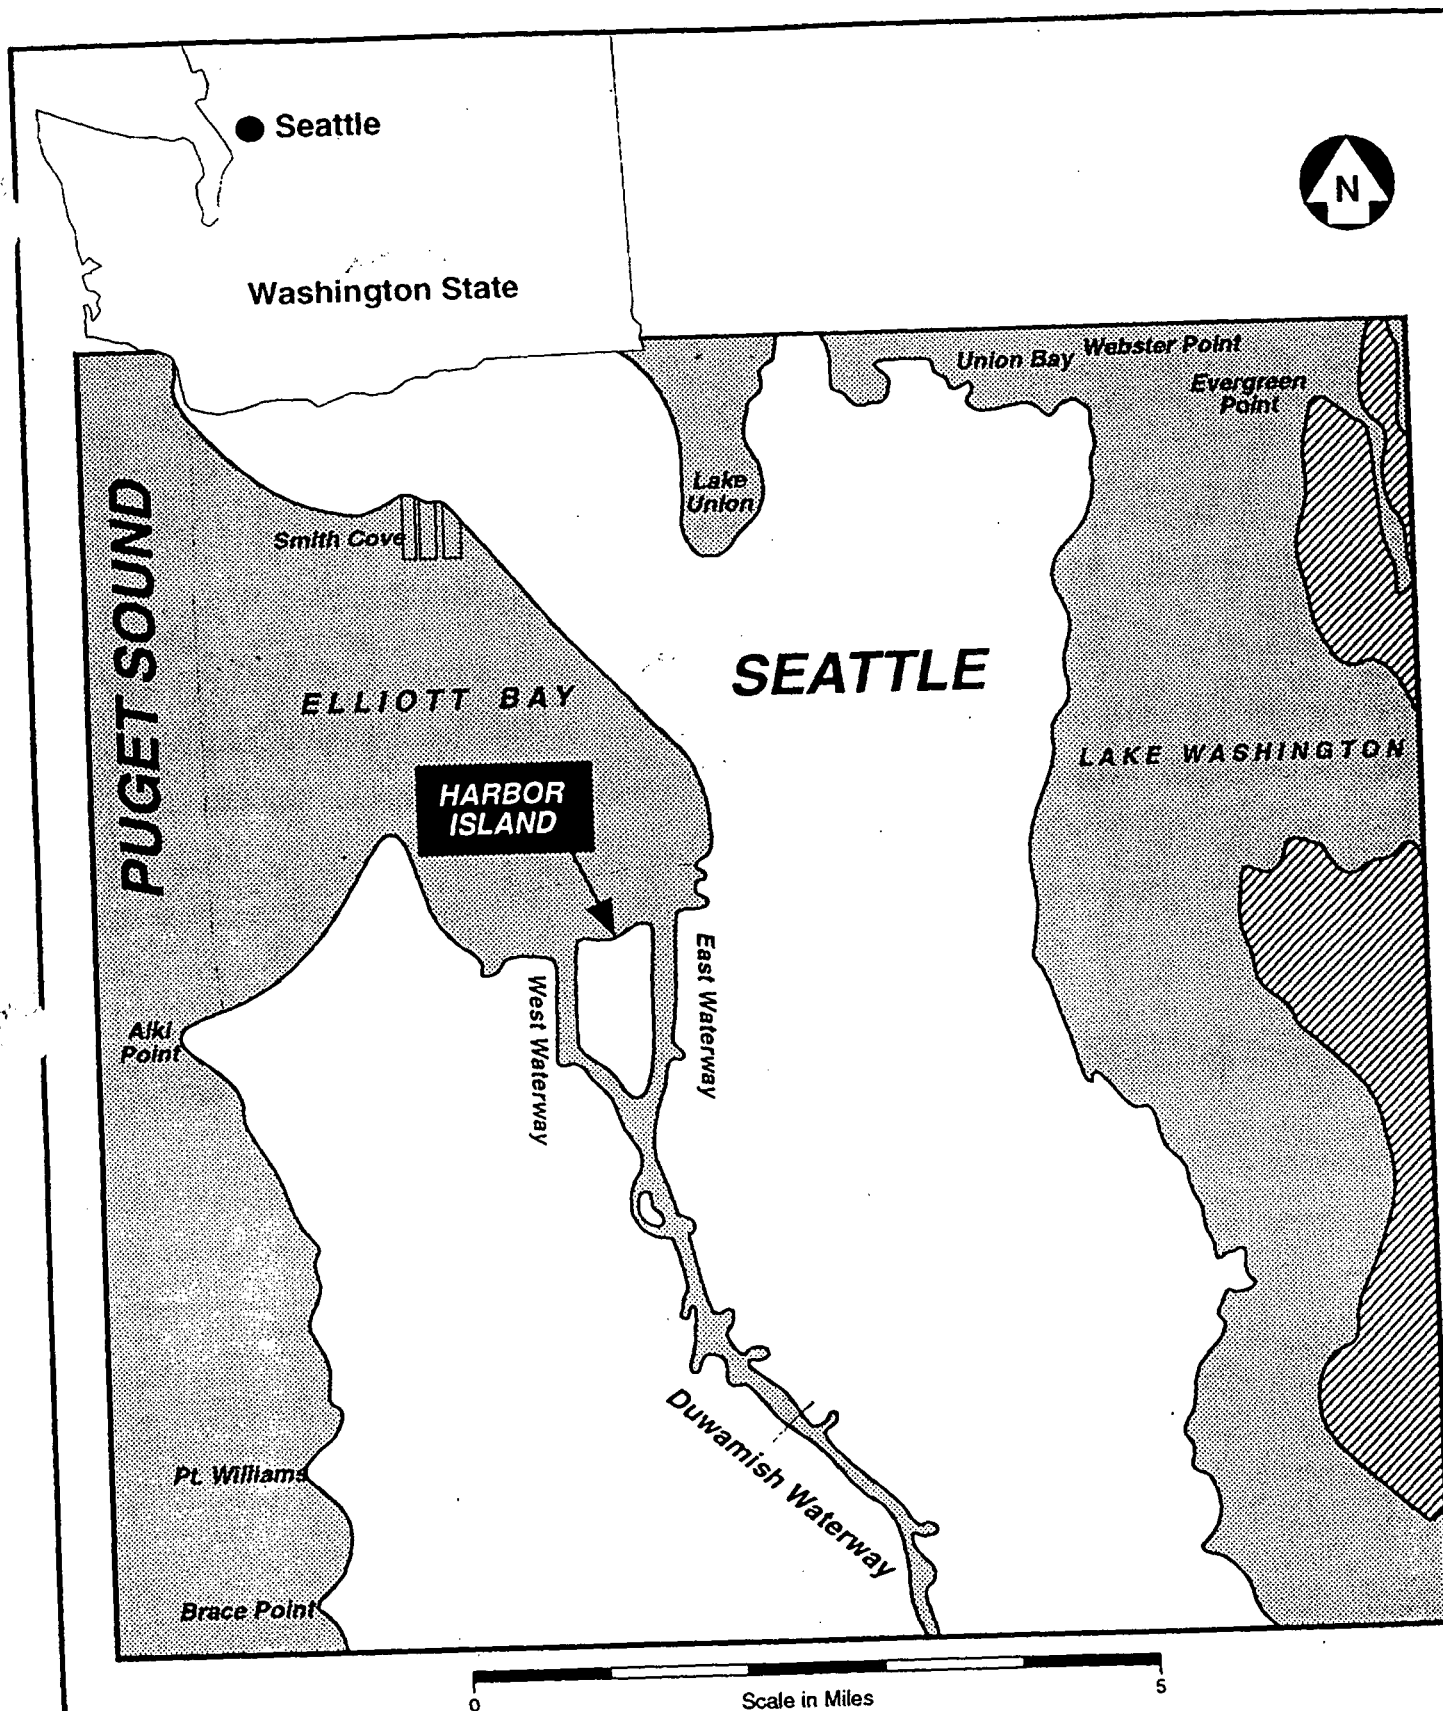 Seattle
N
Washington State
Union Bay
Webster Point
Evergreen
Point
Lake
Union
Smith Cove
PUGET SOUND
SEATTLE
ELLIOTT BAY
LAKE WASHINGTON
HARBOR
ISLAND
West Waterway
East Waterway
Alki
Point
Duwamish Waterway
Pt. Williams
Brace Point
0
5
Scale in Miles